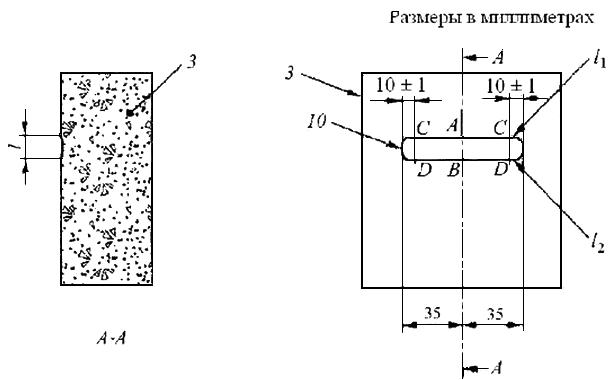 Размеры в миллиметрах
3
l
A-A
A
3
l₁
10 ± 1
10 ± 1
10
C
A
C
D
B
D
l₂
35
35
A